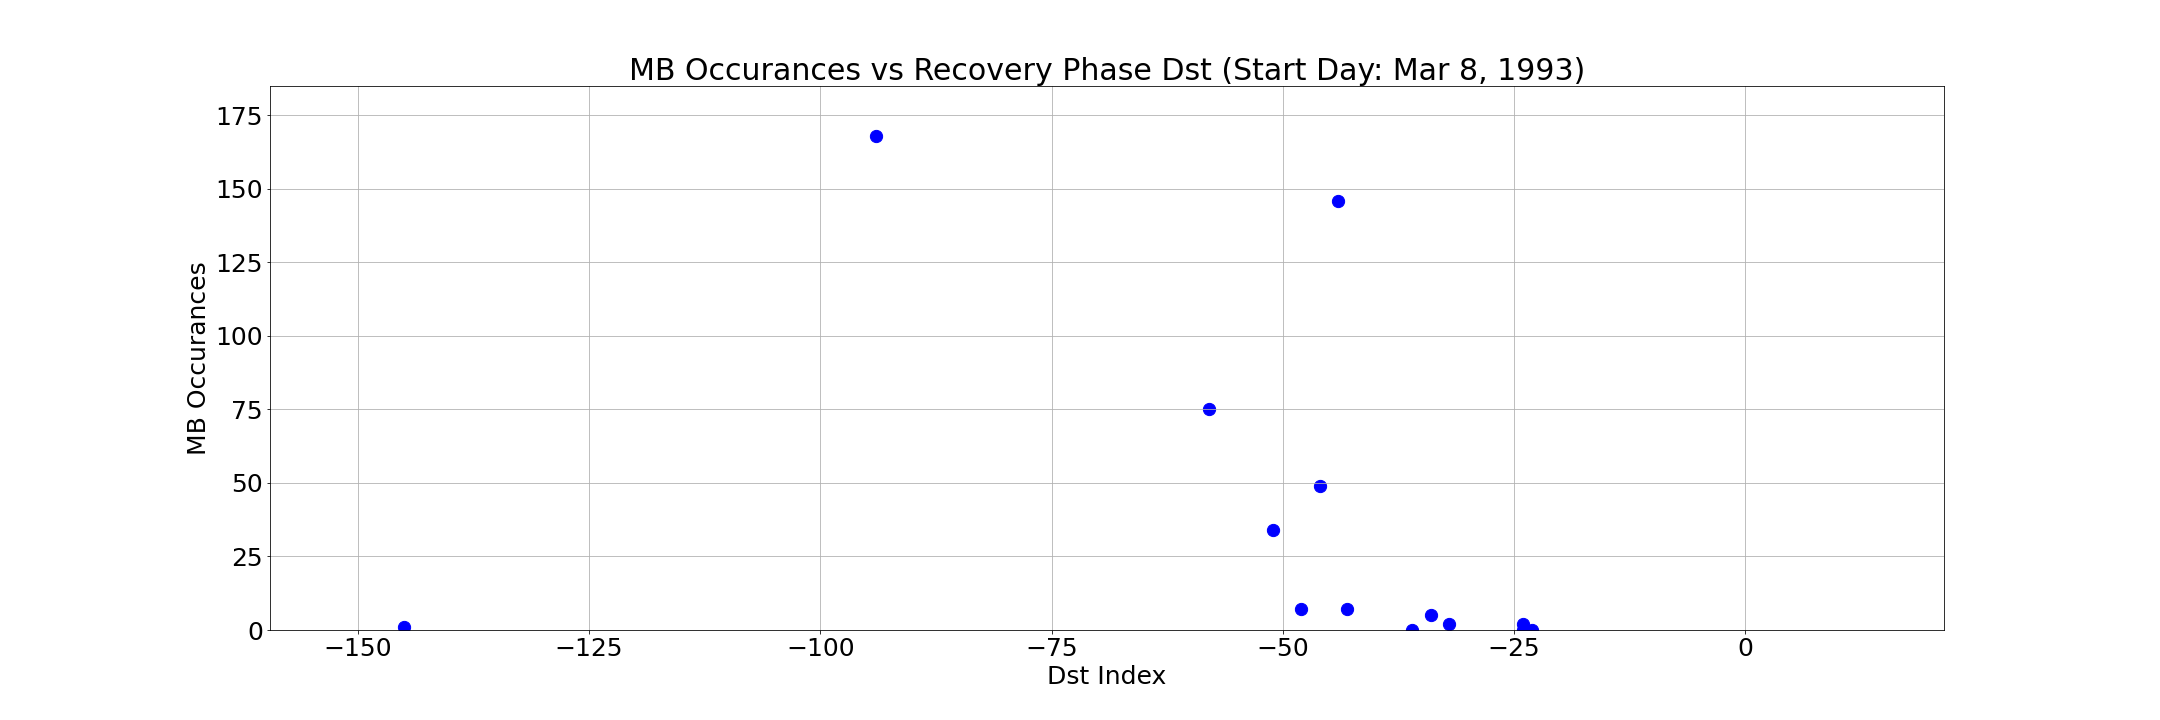 MB Occurances vs Recovery Phase Dst (Start Day: Mar 8, 1993)
MB Occurances
175
150
125
100
75
50
25
0
−150 −125 −100 −75 −50 −25 0
Dst Index